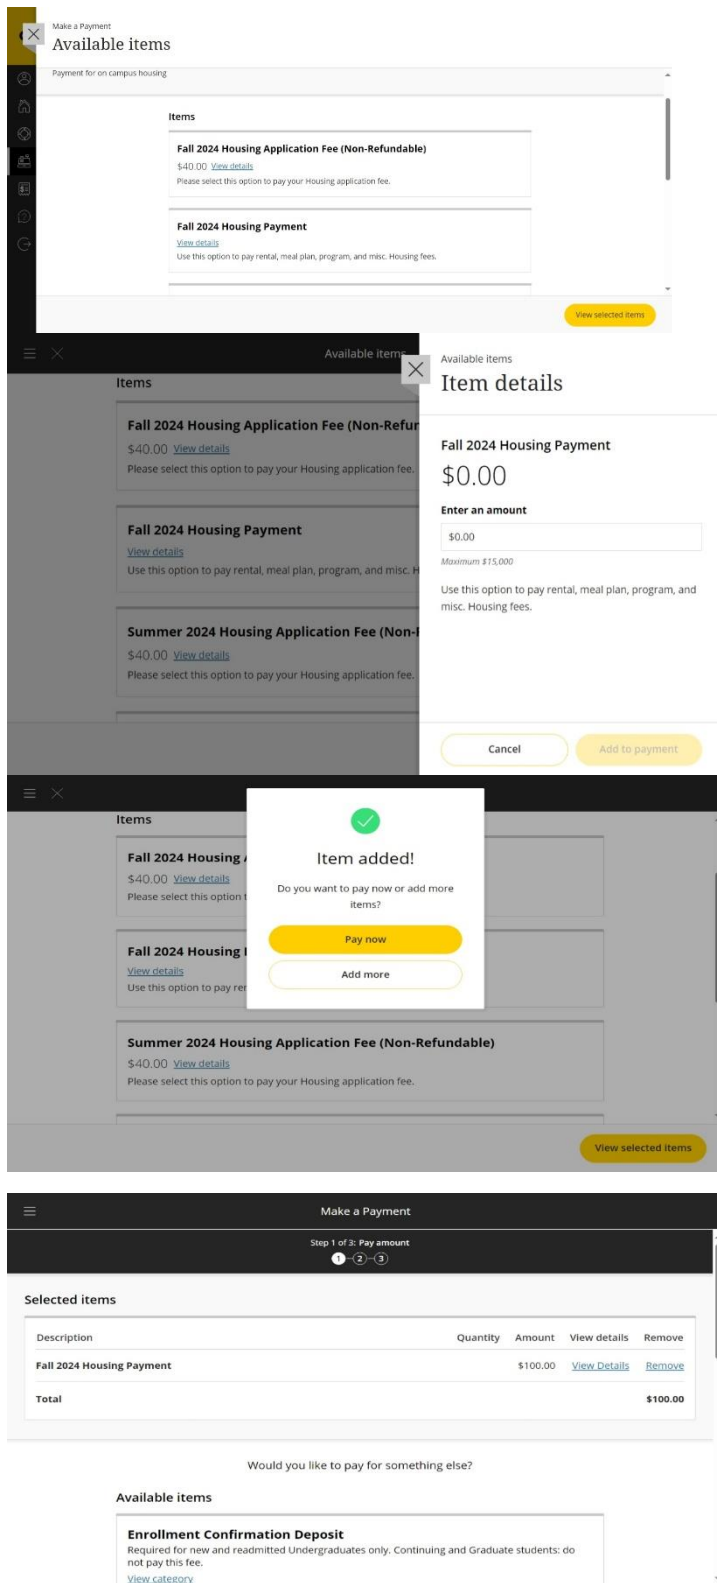 Make a Payment
Available items
Payment for on campus housing
Items
Fall 2024 Housing Application Fee (Non-Refundable)
$40.00 View details
Please select this option to pay your Housing application fee.
Fall 2024 Housing Payment
View details
Use this option to pay rental, meal plan, program, and misc. Housing fees.
View selected items
Available items
Items
Fall 2024 Housing Application Fee (Non-Refun
$40.00 View details
Please select this option to pay your Housing application fee.
Fall 2024 Housing Payment
View details
Use this option to pay rental, meal plan, program, and misc. H
Summer 2024 Housing Application Fee (Non-
$40.00 View details
Please select this option to pay your Housing application fee.
Available items
Item details
Fall 2024 Housing Payment
$0.00
Enter an amount
$0.00
Maximum $15,000
Use this option to pay rental, meal plan, program, and
misc. Housing fees.
Cancel
Add to payment
Items
Fall 2024 Housing
$40.00 View details
Please select this option
Fall 2024 Housing
View details
Use this option to pay rer
Summer 2024 Housing Application Fee (Non-Refundable)
$40.00 View details
Please select this option to pay your Housing application fee.
Item added!
Do you want to pay now or add more
items?
Pay now
Add more
View selected items
Make a Payment
Step 1 of 3: Pay amount
1 2 3
Selected items
Description Quantity Amount View details Remove
Fall 2024 Housing Payment $100.00 View Details Remove
Total $100.00
Would you like to pay for something else?
Available items
Enrollment Confirmation Deposit
Required for new and readmitted Undergraduates only. Continuing and Graduate students: do
not pay this fee.
View category